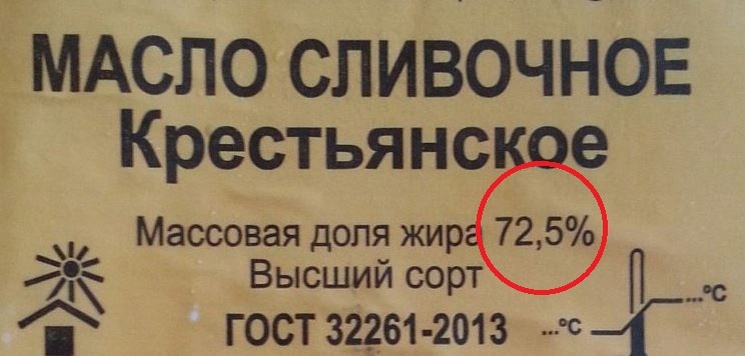 МАСЛО СЛИВОЧНОЕ
Крестьянское
Массовая доля жира 72,5%
Высший сорт
ГОСТ 32261-2013
...°С
...°С